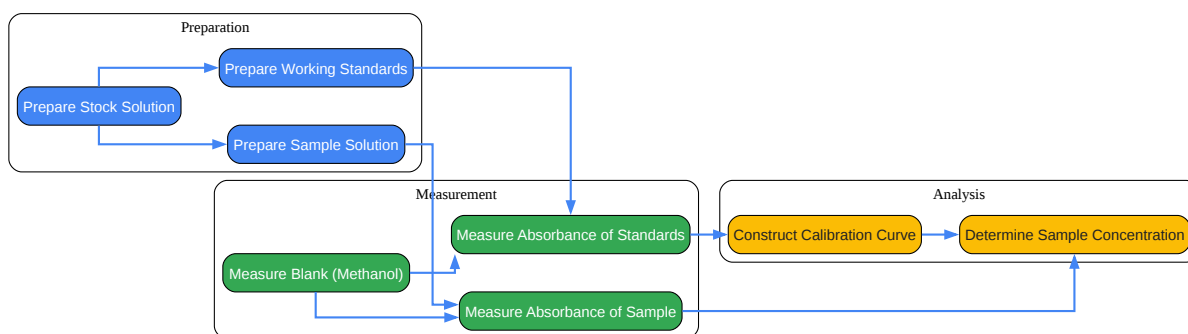 Preparation
Prepare Working Standards
Prepare Stock Solution
Prepare Sample Solution
Measurement
Measure Absorbance of Standards
Measure Blank (Methanol)
Measure Absorbance of Sample
Analysis
Construct Calibration Curve
Determine Sample Concentration